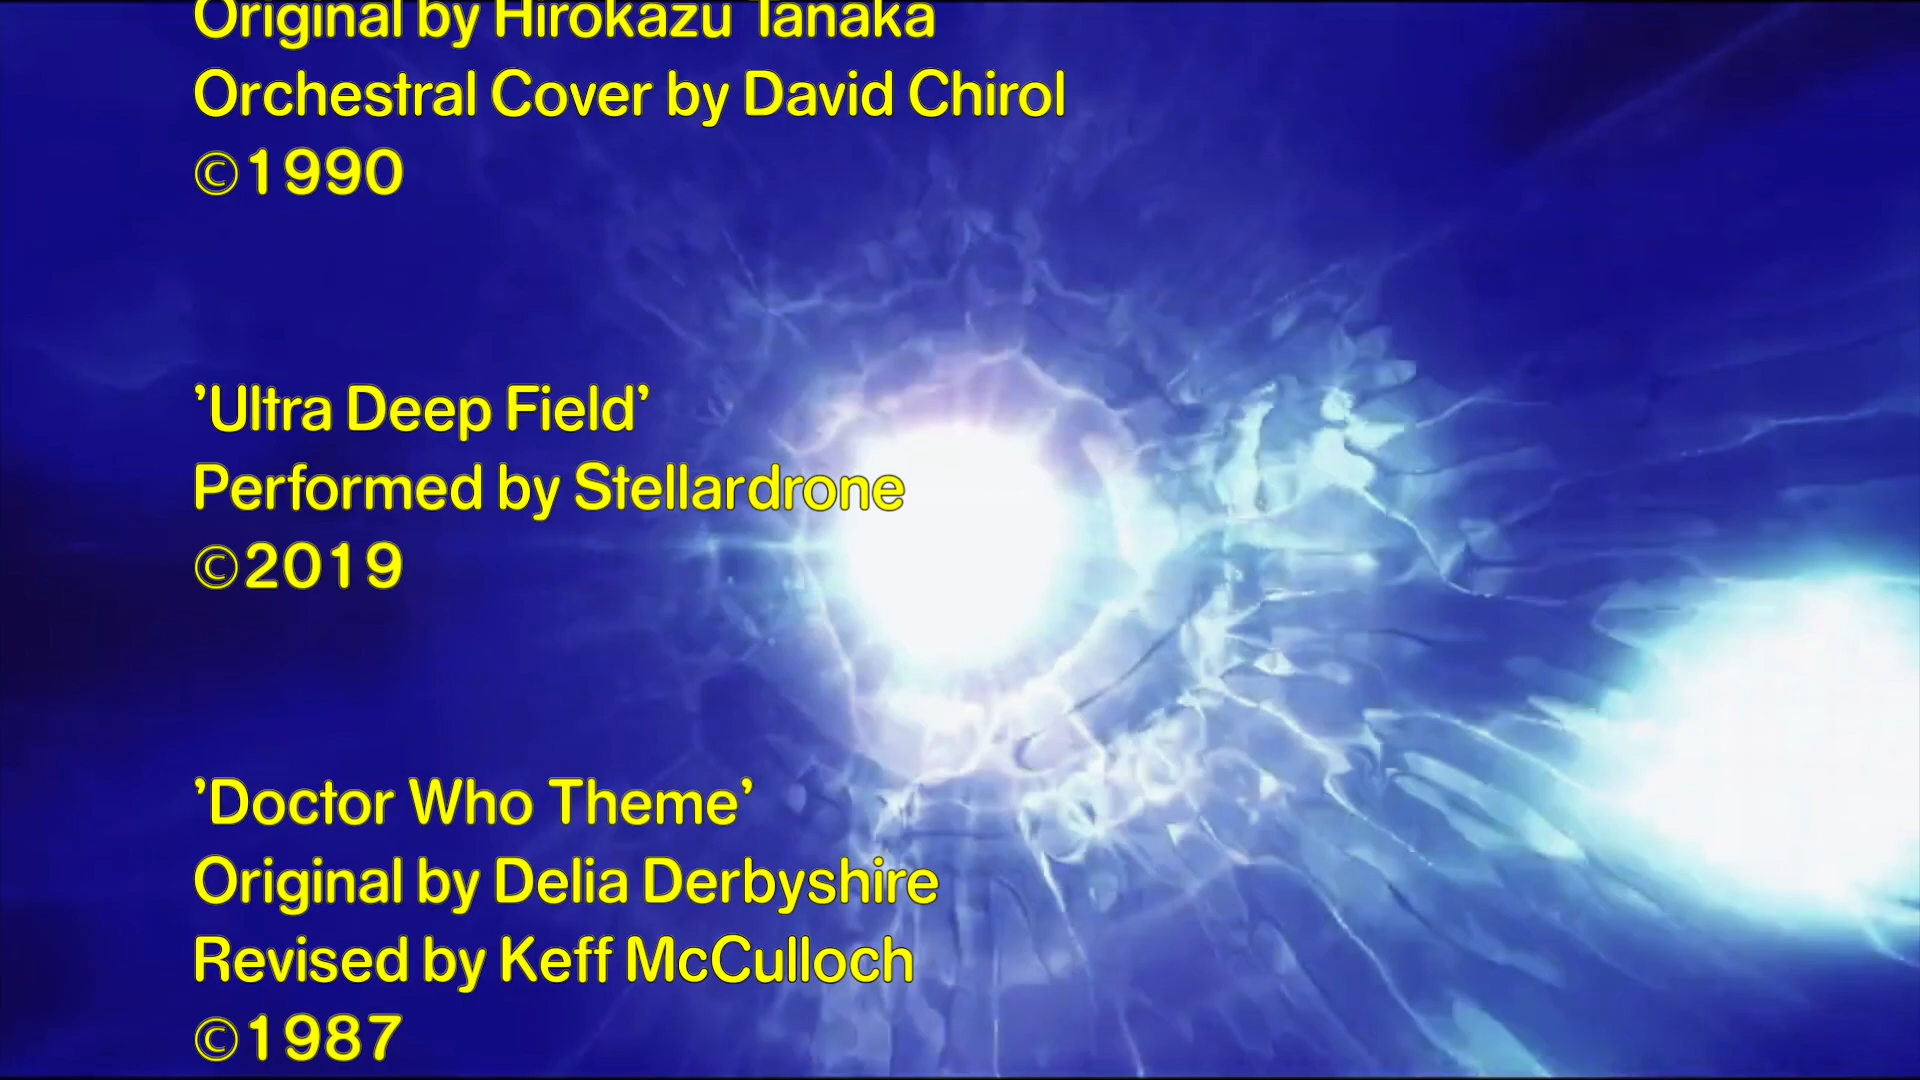 Original by Hirokazu Tanaka
Orchestral Cover by David Chirol
©1990
’Ultra Deep Field’
Performed by Stellardrone
©2019
’Doctor Who Theme’
Original by Delia Derbyshire
Revised by Keff McCulloch
©1987